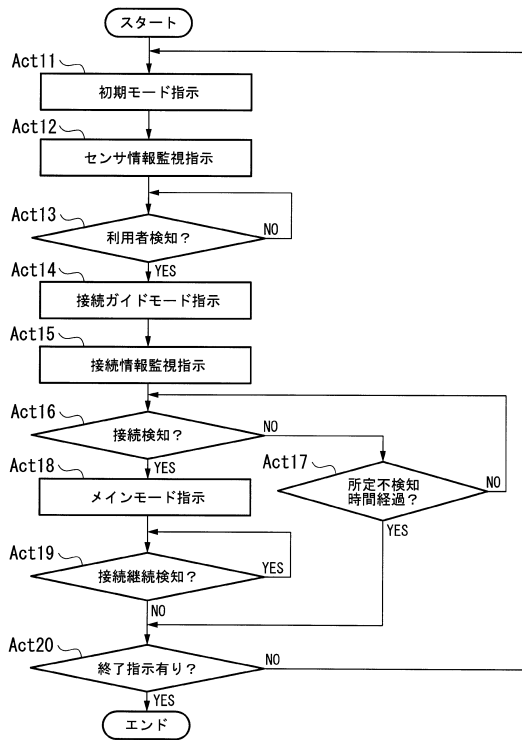 スタート
Act11
初期モード指示
Act12
センサ情報監視指示
Act13
利用者検知?
NO
YES
Act14
接続ガイドモード指示
Act15
接続情報監視指示
Act16
接続検知?
NO
YES
Act17
所定不検知
時間経過?
NO
YES
Act18
メインモード指示
Act19
接続継続検知?
YES
NO
Act20
終了指示有り?
NO
YES
エンド